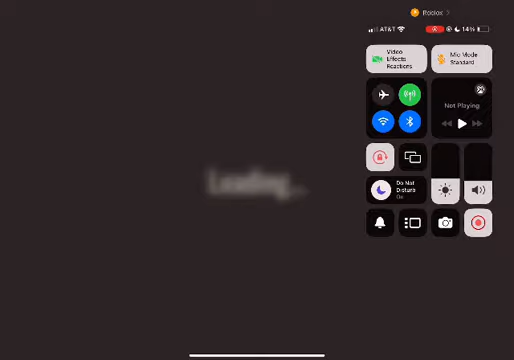 Roblox
AT&T
14%
Video
Effects
Reactions
Mic Mode
Standard
Not Playing
Do Not
Disturb
On
Loading...